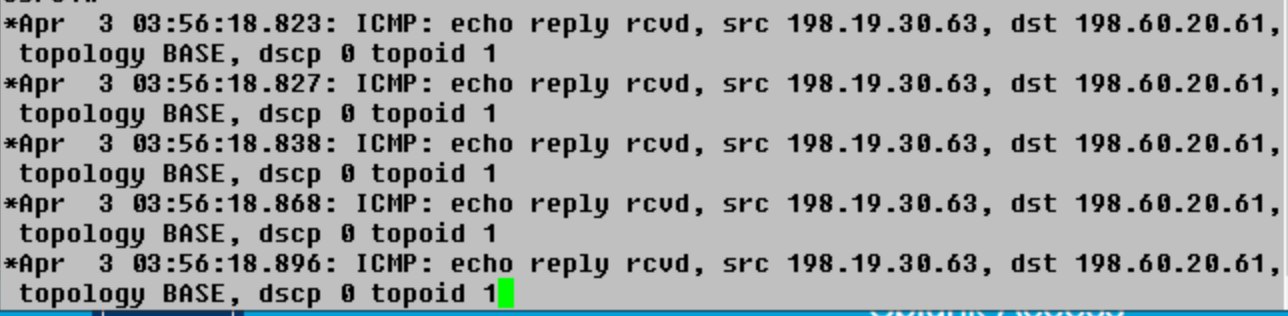 *Apr  3 03:56:18.823: ICMP: echo reply rcvd, src 198.19.30.63, dst 198.60.20.61,
 topology BASE, dscp 0 topoid 1
*Apr  3 03:56:18.827: ICMP: echo reply rcvd, src 198.19.30.63, dst 198.60.20.61,
 topology BASE, dscp 0 topoid 1
*Apr  3 03:56:18.838: ICMP: echo reply rcvd, src 198.19.30.63, dst 198.60.20.61,
 topology BASE, dscp 0 topoid 1
*Apr  3 03:56:18.868: ICMP: echo reply rcvd, src 198.19.30.63, dst 198.60.20.61,
 topology BASE, dscp 0 topoid 1
*Apr  3 03:56:18.896: ICMP: echo reply rcvd, src 198.19.30.63, dst 198.60.20.61,
 topology BASE, dscp 0 topoid 1